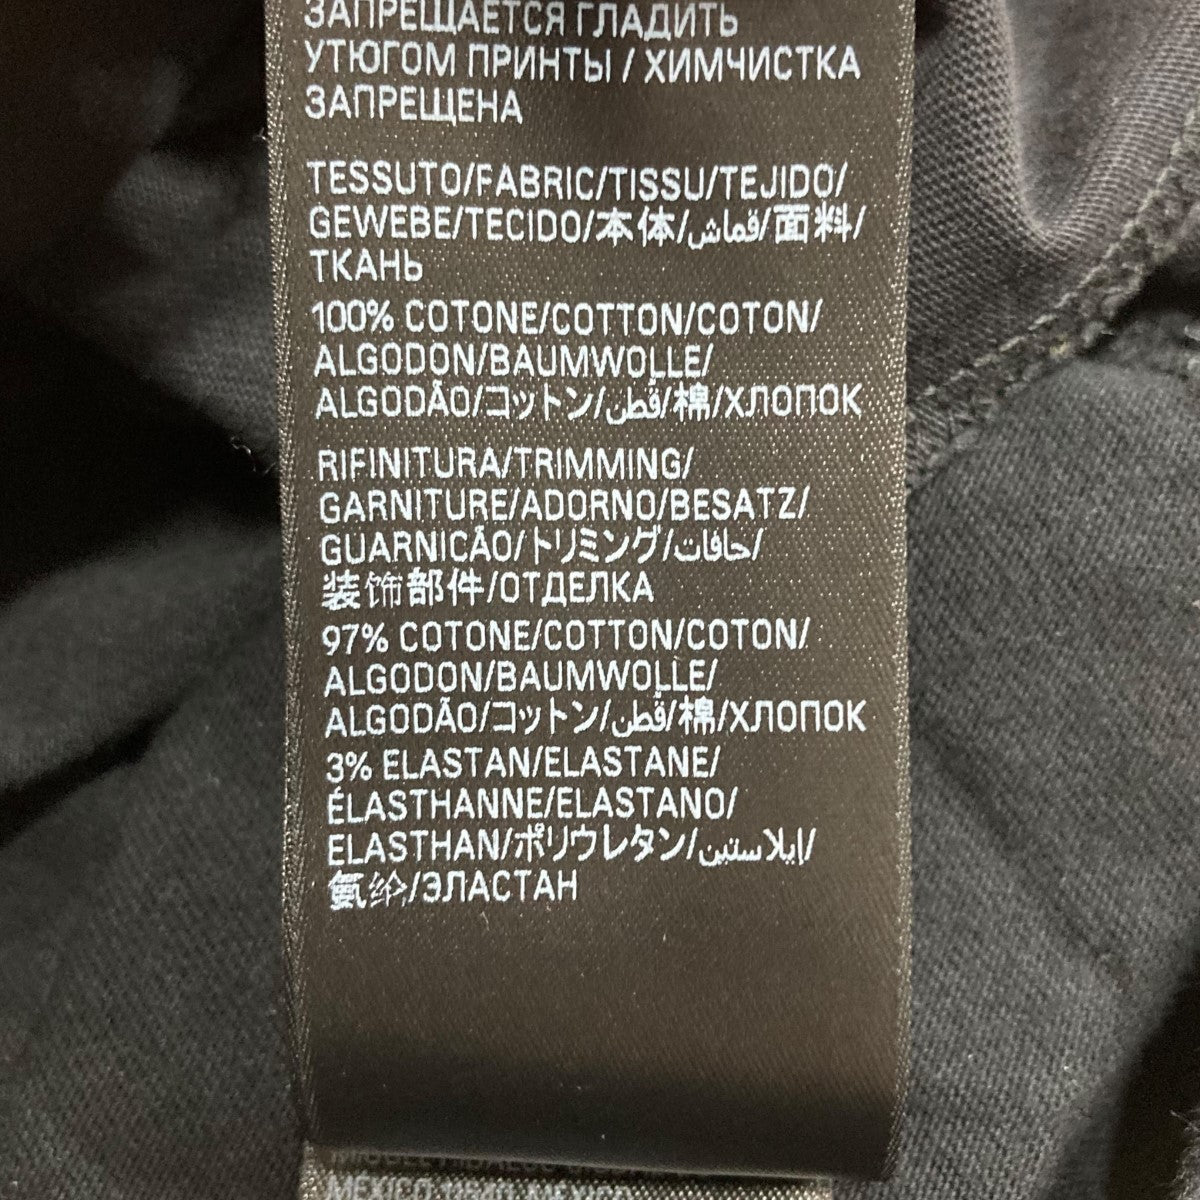 ЗАПРЕЩАЕТСЯ ГЛАДИТЬ
УТЮГОМ ПРИНТЫ / ХИМЧИСТКА
ЗАПРЕЩЕНА
TESSUTO/FABRIC/TISSU/TEJIDO/
GEWEBE/TECIDO/本体/قماش/面料/
ТКАНЬ
100% COTONE/COTTON/COTON/
ALGODON/BAUMWOLLE/
ALGODÃO/コットン/قطن/棉/ХЛОПОК
RIFINITURA/TRIMMING/
GARNITURE/ADORNO/BESATZ/
GUARNICÃO/トリミング/حافات/
装饰部件/ОТДЕЛКА
97% COTONE/COTTON/COTON/
ALGODON/BAUMWOLLE/
ALGODÃO/コットン/قطن/棉/ХЛОПОК
3% ELASTAN/ELASTANE/
ÉLASTHANNE/ELASTANO/
ELASTHAN/ポリウレタン/إيلاستين/
氨纶/ЭЛАСТАН
MEXICO MEXICO